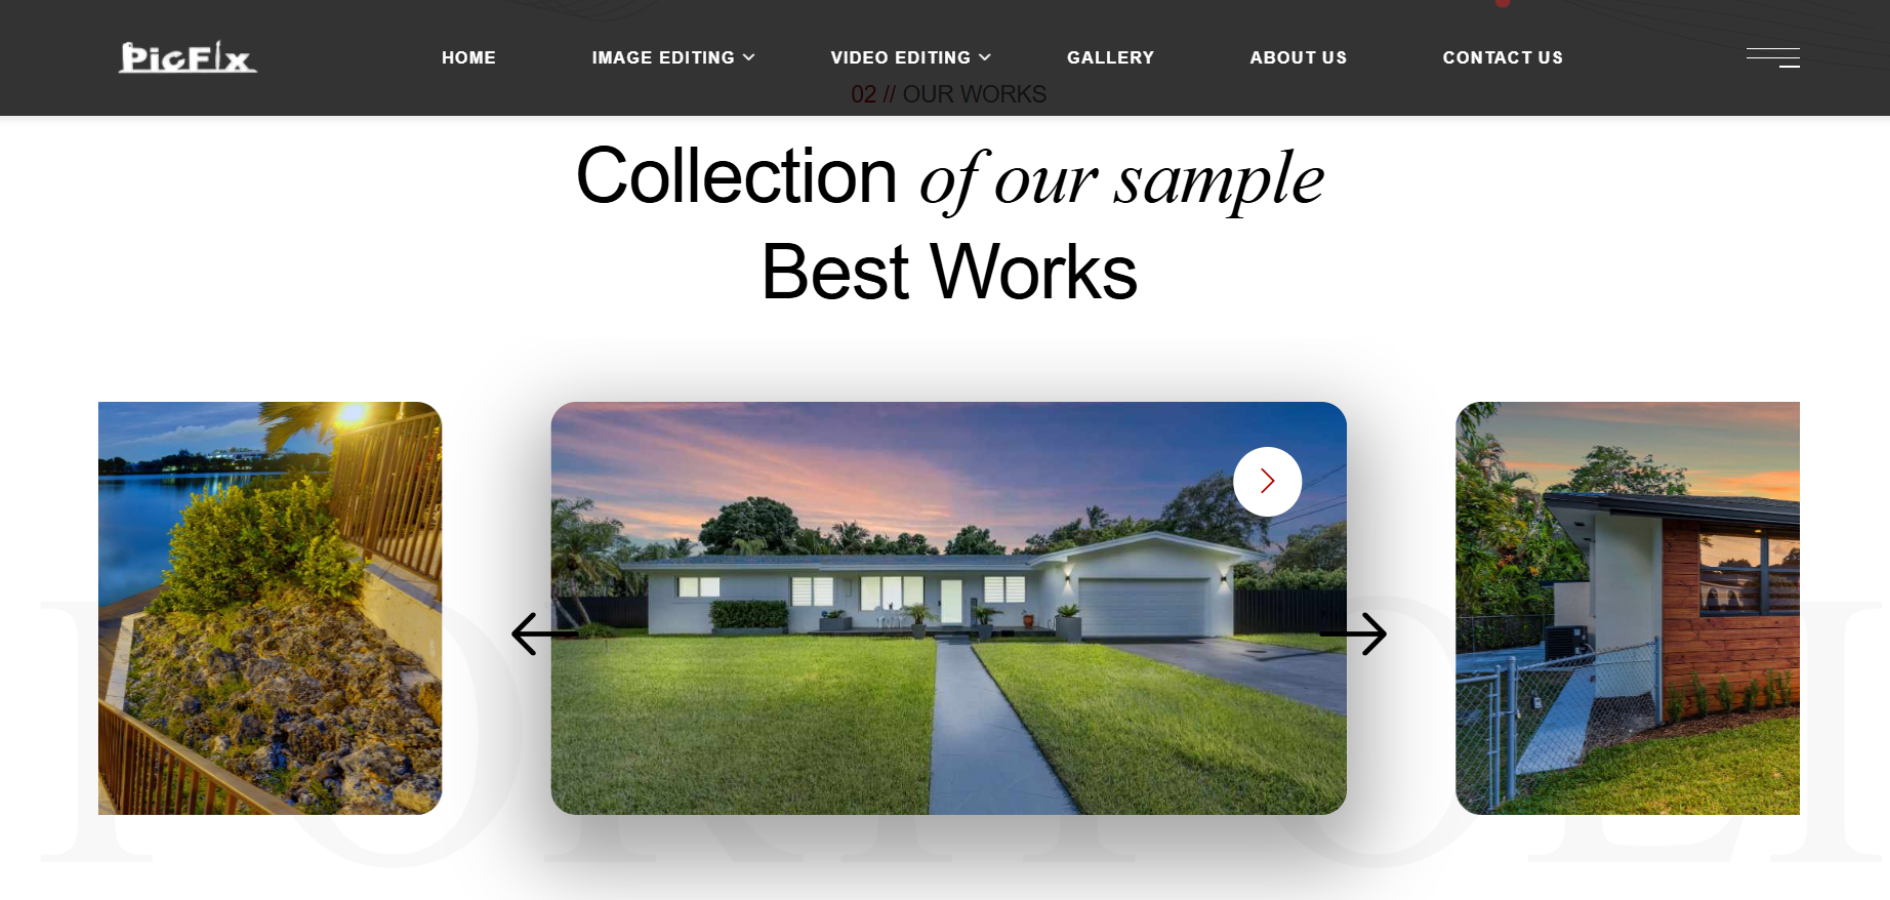 PicFix
HOME IMAGE EDITING VIDEO EDITING GALLERY ABOUT US CONTACT US
02 // OUR WORKS
Collection of our sample
Best Works
PORTFOLI